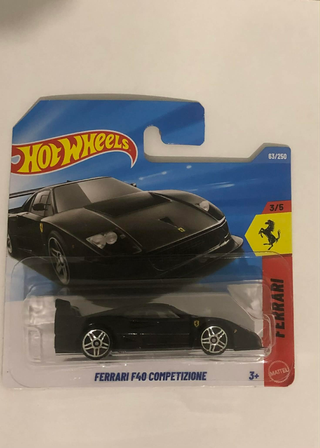 HOT WHEELS
63/250
3/5
FERRARI
FERRARI F40 COMPETIZIONE
3+
MATTEL